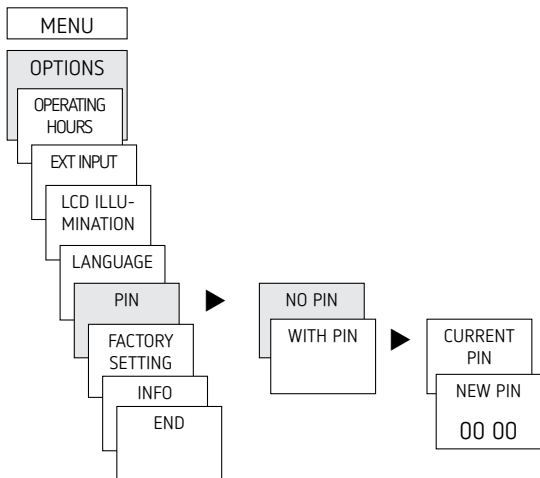 MENU
OPTIONS
OPERATING
HOURS
EXT INPUT
LCD ILLU-
MINATION
LANGUAGE
PIN
FACTORY
SETTING
INFO
END
NO PIN
WITH PIN
CURRENT
PIN
NEW PIN
00 00